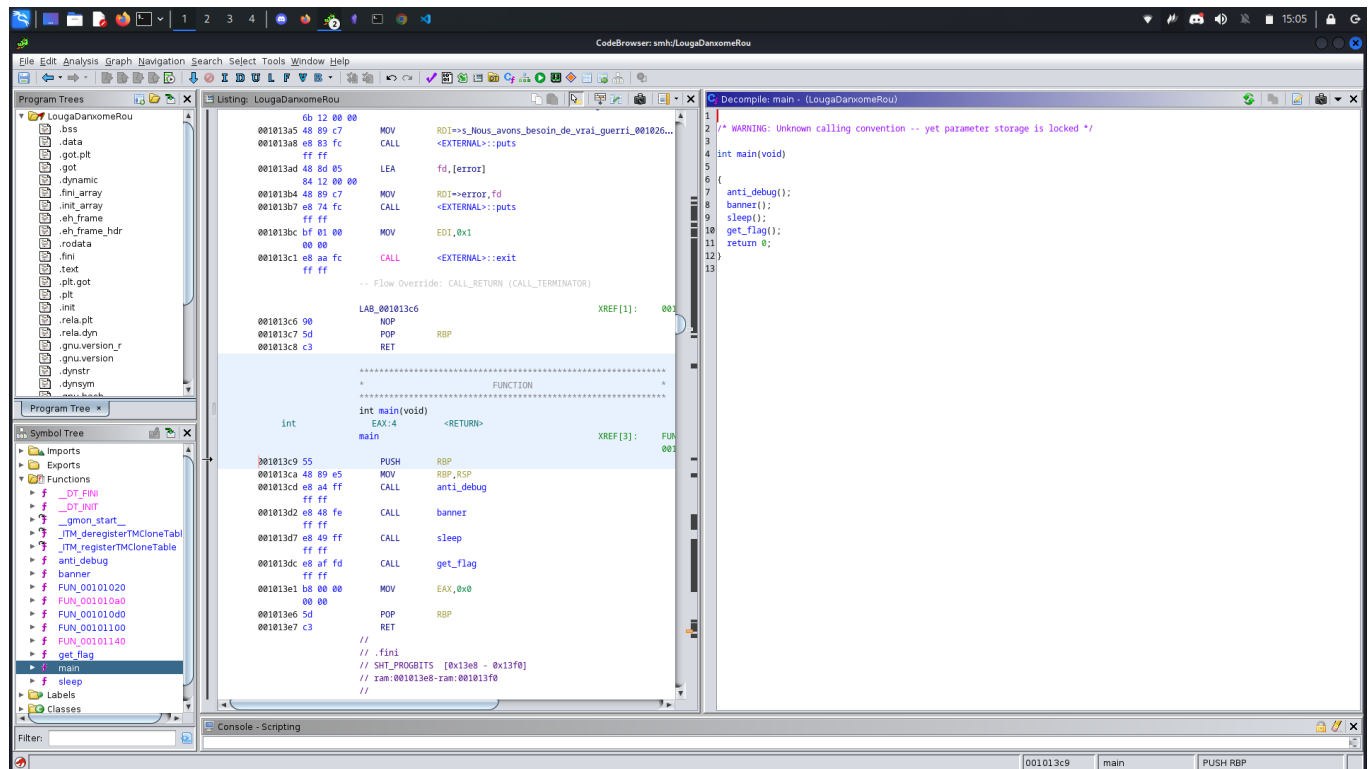 1 2 3 4 2 15:05
CodeBrowser: smh:/LougaDanxomeRou
File Edit Analysis Graph Navigation Search Select Tools Window Help
I D U L F V B
Program Trees
LougaDanxomeRou
.bss
.data
.got.plt
.got
.dynamic
.fini_array
.init_array
.eh_frame
.eh_frame_hdr
.rodata
.fini
.text
.plt.got
.plt
.init
.rela.plt
.rela.dyn
.gnu.version_r
.gnu.version
.dynstr
.dynsym
.gnu.hash
Program Tree ×
Symbol Tree
Imports
Exports
Functions
f __DT_FINI
f __DT_INIT
f __gmon_start__
f _ITM_deregisterTMCloneTabl
f _ITM_registerTMCloneTable
f anti_debug
f banner
f FUN_00101020
f FUN_001010a0
f FUN_001010d0
f FUN_00101100
f FUN_00101140
f get_flag
f main
f sleep
Labels
Classes
Filter:
Listing: LougaDanxomeRou
6b 12 00 00
001013a5 48 89 c7 MOV RDI=>s_Nous_avons_besoin_de_vrai_guerri_001026...
001013a8 e8 83 fc CALL <EXTERNAL>::puts
ff ff
001013ad 48 8d 05 LEA fd,[error]
84 12 00 00
001013b4 48 89 c7 MOV RDI=>error,fd
001013b7 e8 74 fc CALL <EXTERNAL>::puts
ff ff
001013bc bf 01 00 MOV EDI,0x1
00 00
001013c1 e8 aa fc CALL <EXTERNAL>::exit
ff ff
-- Flow Override: CALL_RETURN (CALL_TERMINATOR)
LAB_001013c6 XREF[1]: 001
001013c6 90 NOP
001013c7 5d POP RBP
001013c8 c3 RET
*************************************************************
* FUNCTION *
*************************************************************
int main(void)
int EAX:4 <RETURN>
main XREF[3]: FUN
001
001013c9 55 PUSH RBP
001013ca 48 89 e5 MOV RBP,RSP
001013cd e8 a4 ff CALL anti_debug
ff ff
001013d2 e8 48 fe CALL banner
ff ff
001013d7 e8 49 ff CALL sleep
ff ff
001013dc e8 af fd CALL get_flag
ff ff
001013e1 b8 00 00 MOV EAX,0x0
00 00
001013e6 5d POP RBP
001013e7 c3 RET
//
// .fini
// SHT_PROGBITS [0x13e8 - 0x13f0]
// ram:001013e8-ram:001013f0
//
Decompile: main - (LougaDanxomeRou)
1
2 /* WARNING: Unknown calling convention -- yet parameter storage is locked */
3
4 int main(void)
5
6 {
7 anti_debug();
8 banner();
9 sleep();
10 get_flag();
11 return 0;
12 }
13
Console - Scripting
001013c9 main PUSH RBP